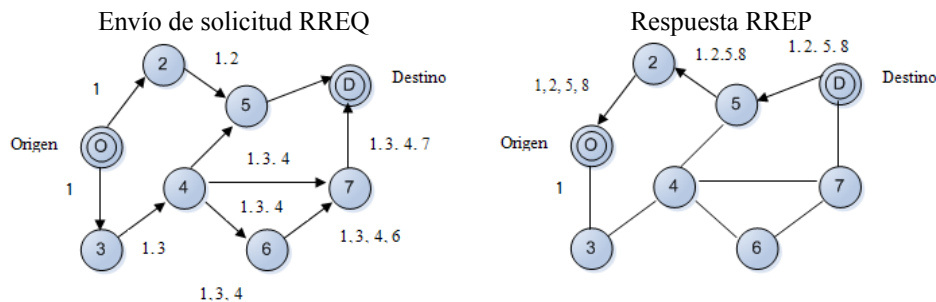 Envío de solicitud RREQ
1
2
1.2
5
D
Destino
Origen
O
1
3
1.3
4
1.3. 4
1.3. 4
1,3, 4
6
7
1.3. 4. 7
1,3, 4, 6
Respuesta RREP
1,2, 5, 8
2
1.2.5.8
5
1.2. 5. 8
D
Destino
Origen
O
1
3
4
6
7